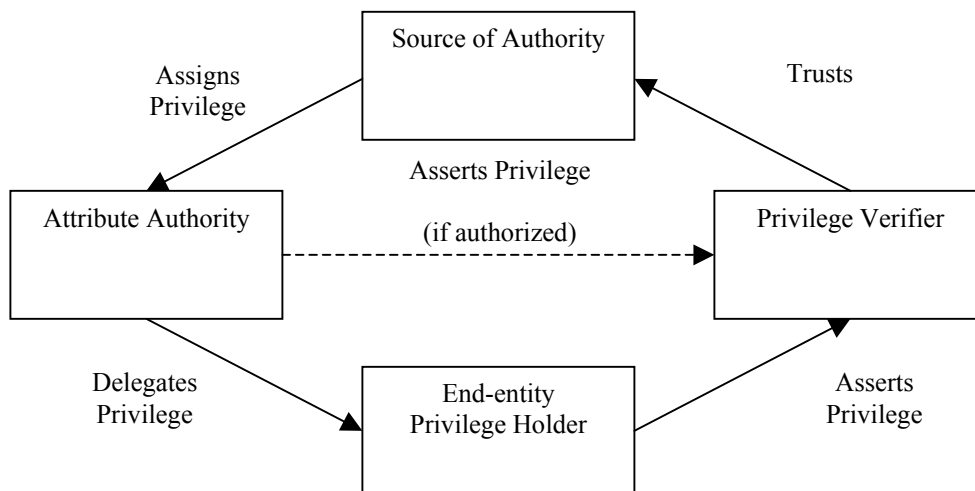 Source of Authority
Assigns
Privilege
Trusts
Asserts Privilege
Attribute Authority
(if authorized)
Privilege Verifier
Delegates
Privilege
End-entity
Privilege Holder
Asserts
Privilege